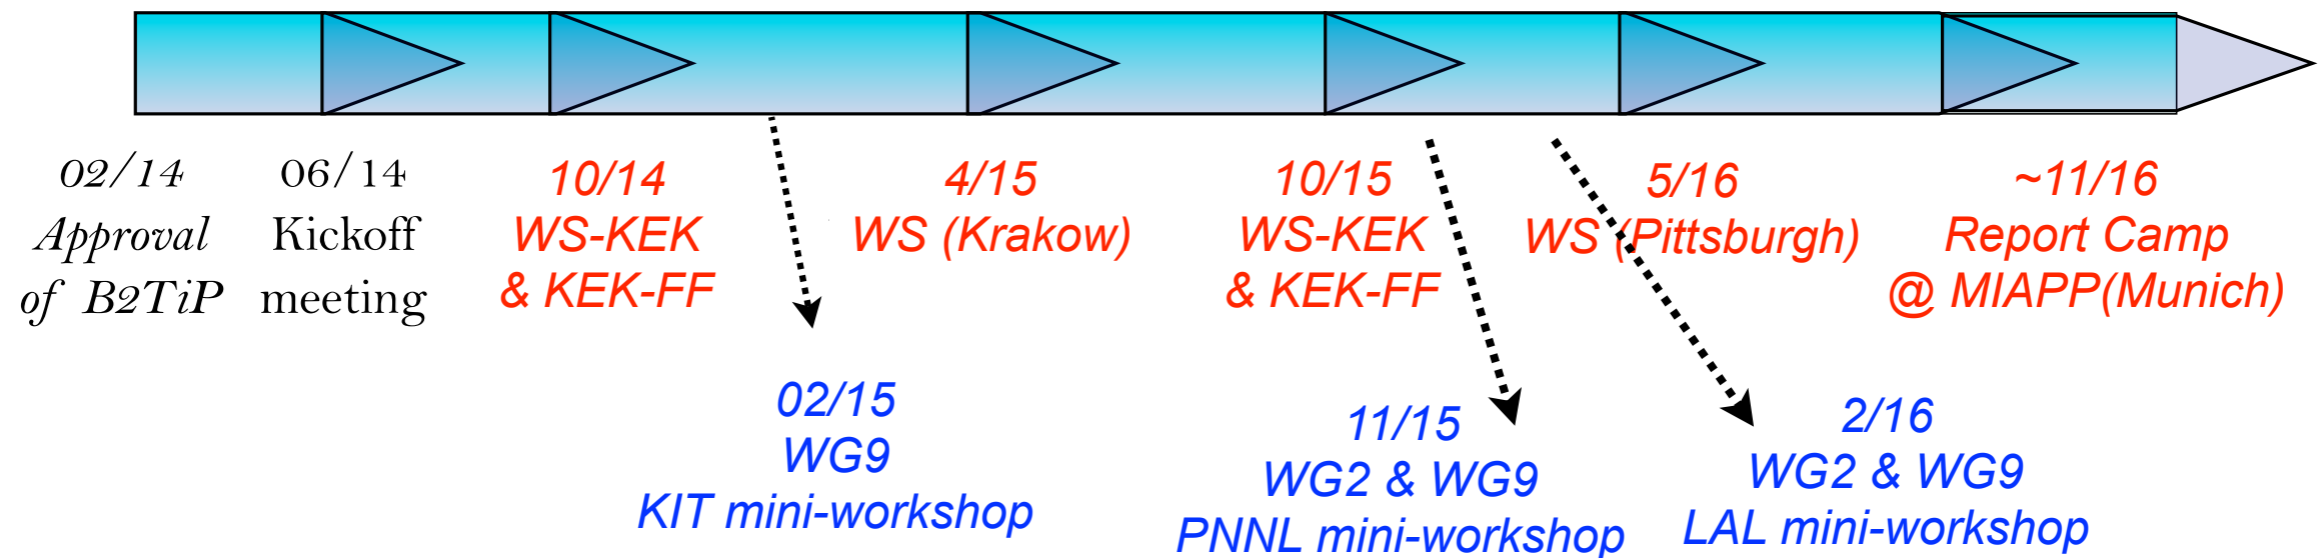 02/14
Approval
of B2TiP
06/14
Kickoff
meeting
10/14
WS-KEK
& KEK-FF
4/15
WS (Krakow)
10/15
WS-KEK
& KEK-FF
5/16
WS (Pittsburgh)
~11/16
Report Camp
@ MIAPP(Munich)
02/15
WG9
KIT mini-workshop
11/15
WG2 & WG9
PNNL mini-workshop
2/16
WG2 & WG9
LAL mini-workshop